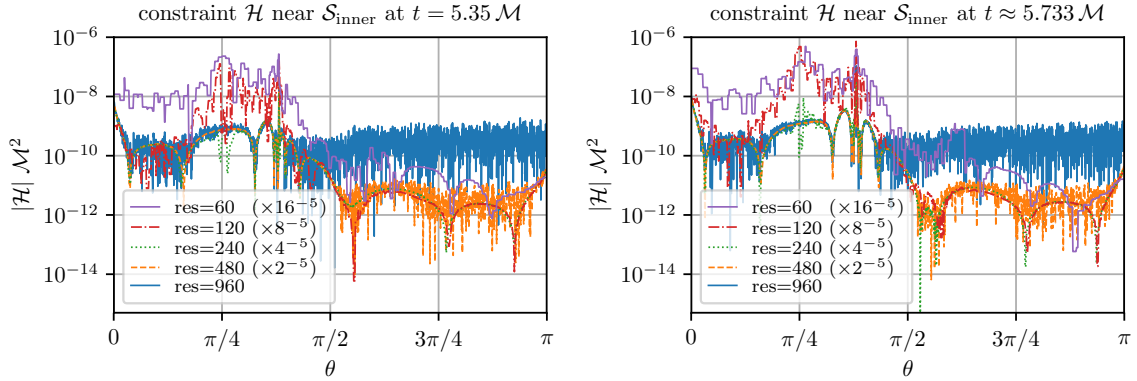 constraint ℋ near 𝒮inner at t = 5.35 ℳ
|ℋ| ℳ²
10⁻⁶
10⁻⁸
10⁻¹⁰
10⁻¹²
10⁻¹⁴
res=60 (×16⁻⁵)
res=120 (×8⁻⁵)
res=240 (×4⁻⁵)
res=480 (×2⁻⁵)
res=960
0 π/4 π/2 3π/4 π
θ
constraint ℋ near 𝒮inner at t ≈ 5.733 ℳ
|ℋ| ℳ²
10⁻⁶
10⁻⁸
10⁻¹⁰
10⁻¹²
10⁻¹⁴
res=60 (×16⁻⁵)
res=120 (×8⁻⁵)
res=240 (×4⁻⁵)
res=480 (×2⁻⁵)
res=960
0 π/4 π/2 3π/4 π
θ